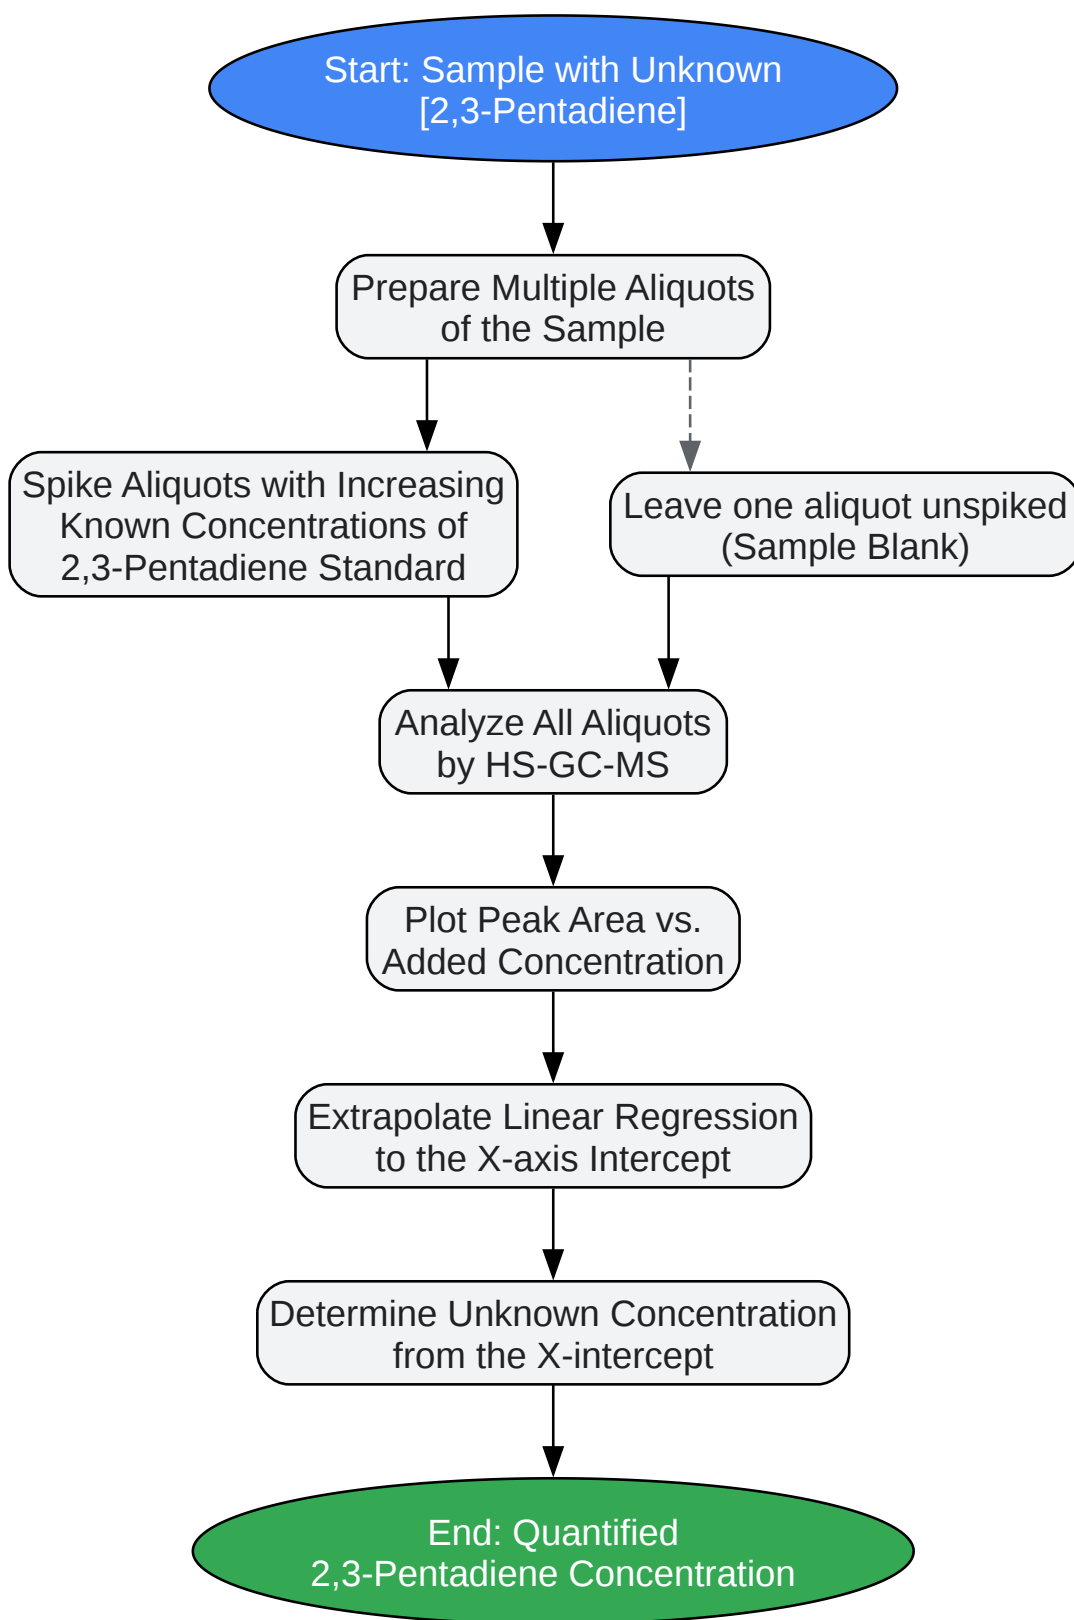 Start: Sample with Unknown
[2,3-Pentadiene]
Prepare Multiple Aliquots
of the Sample
Spike Aliquots with Increasing
Known Concentrations of
2,3-Pentadiene Standard
Leave one aliquot unspiked
(Sample Blank)
Analyze All Aliquots
by HS-GC-MS
Plot Peak Area vs.
Added Concentration
Extrapolate Linear Regression
to the X-axis Intercept
Determine Unknown Concentration
from the X-intercept
End: Quantified
2,3-Pentadiene Concentration